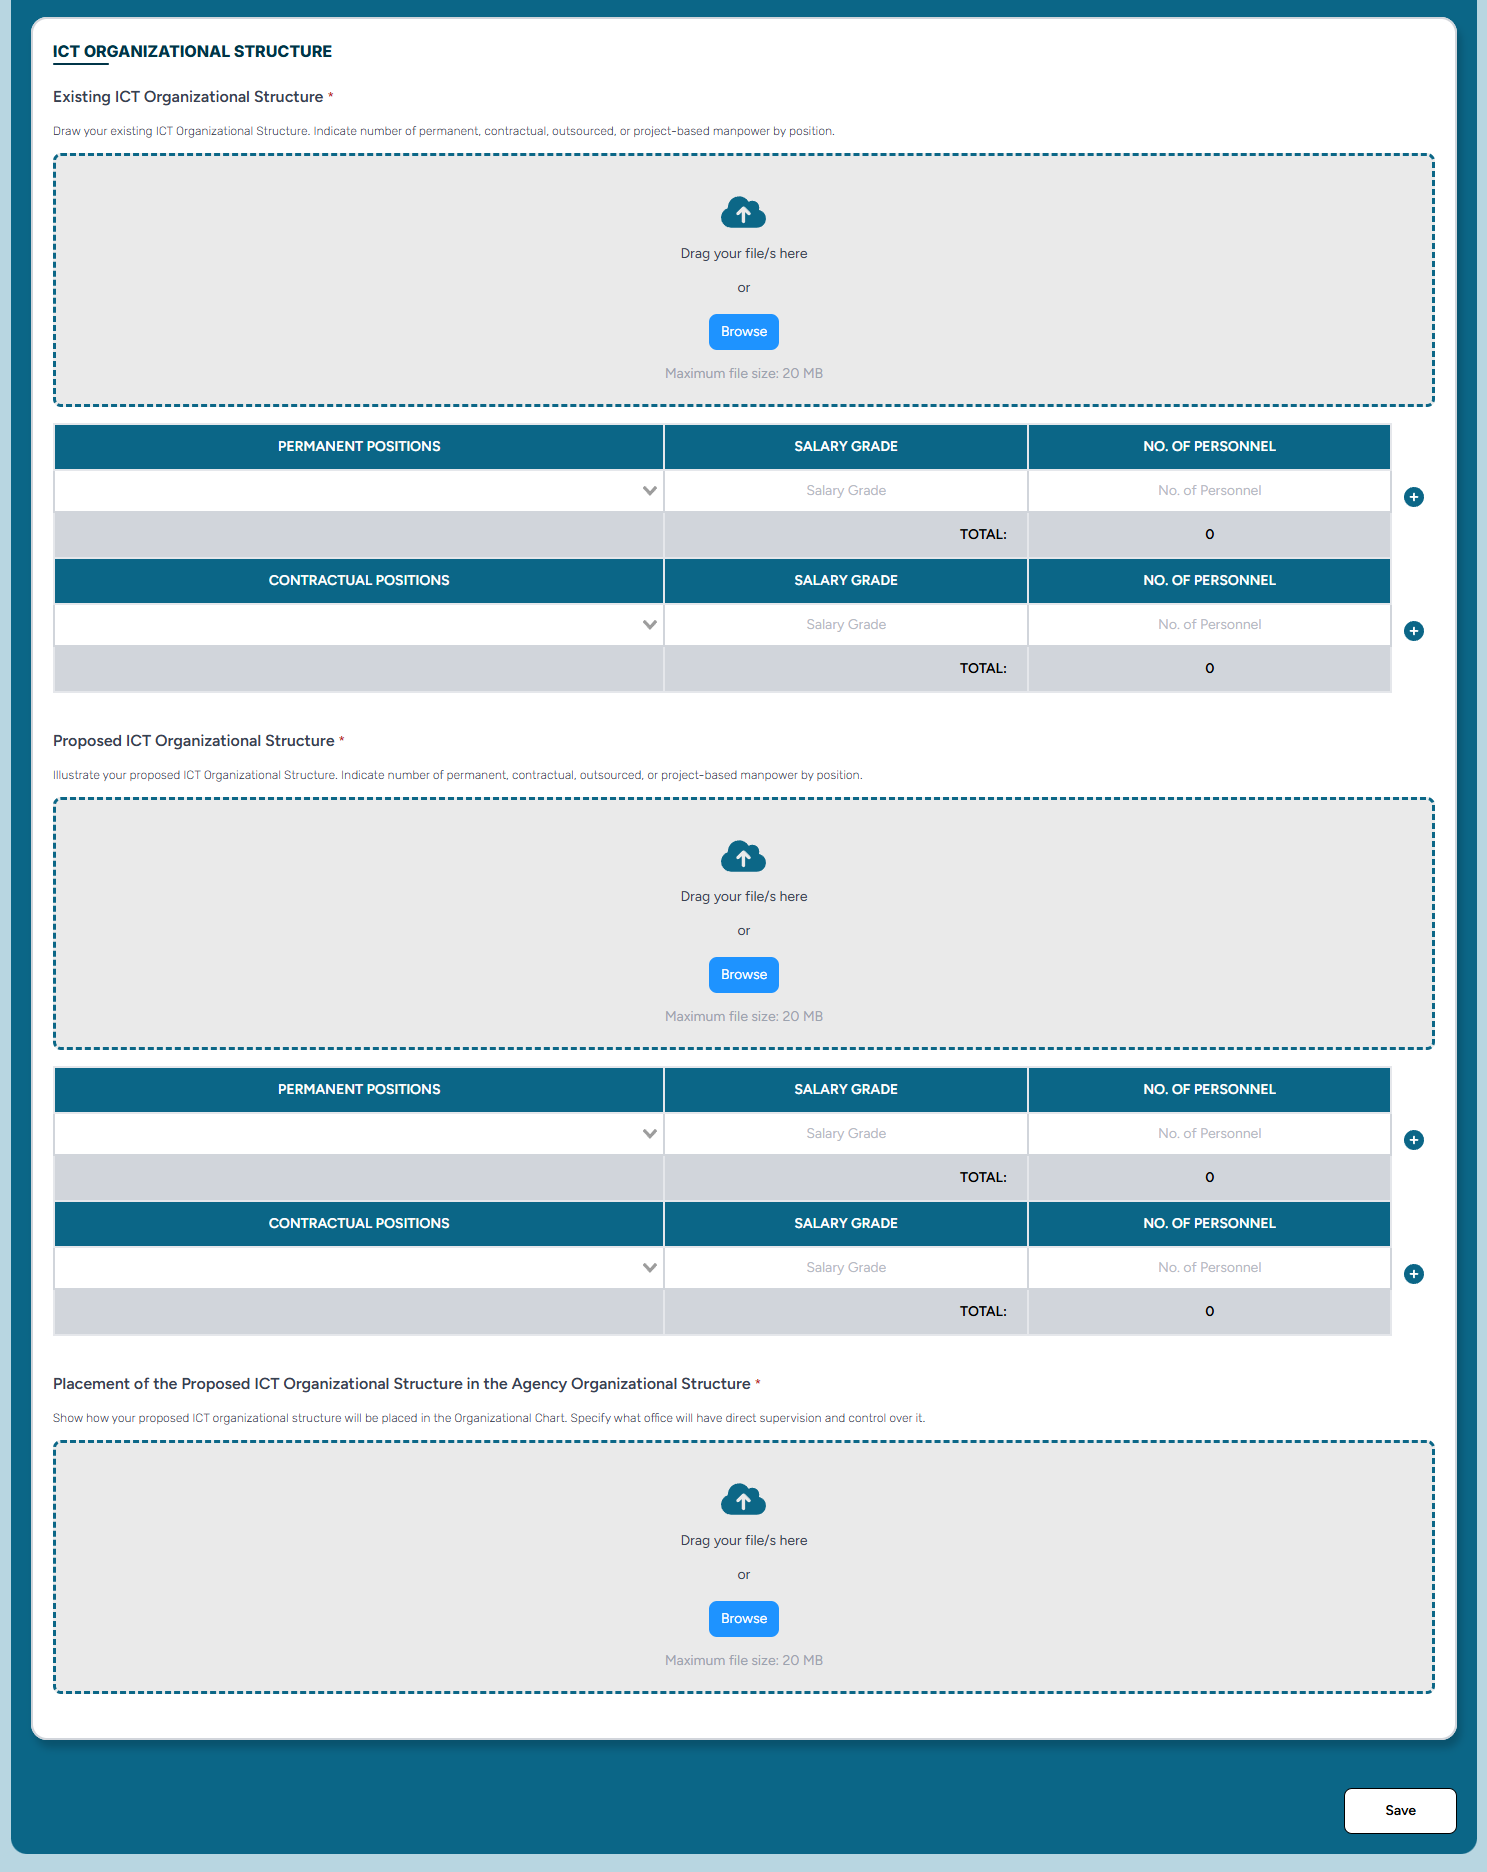 ICT ORGANIZATIONAL STRUCTURE
Existing ICT Organizational Structure *
Draw your existing ICT Organizational Structure. Indicate number of permanent, contractual, outsourced, or project-based manpower by position.
Drag your file/s here
or
Browse
Maximum file size: 20 MB
PERMANENT POSITIONS SALARY GRADE NO. OF PERSONNEL
Salary Grade No. of Personnel
TOTAL: 0
CONTRACTUAL POSITIONS SALARY GRADE NO. OF PERSONNEL
Salary Grade No. of Personnel
TOTAL: 0
Proposed ICT Organizational Structure *
Illustrate your proposed ICT Organizational Structure. Indicate number of permanent, contractual, outsourced, or project-based manpower by position.
Drag your file/s here
or
Browse
Maximum file size: 20 MB
PERMANENT POSITIONS SALARY GRADE NO. OF PERSONNEL
Salary Grade No. of Personnel
TOTAL: 0
CONTRACTUAL POSITIONS SALARY GRADE NO. OF PERSONNEL
Salary Grade No. of Personnel
TOTAL: 0
Placement of the Proposed ICT Organizational Structure in the Agency Organizational Structure *
Show how your proposed ICT organizational structure will be placed in the Organizational Chart. Specify what office will have direct supervision and control over it.
Drag your file/s here
or
Browse
Maximum file size: 20 MB
Save